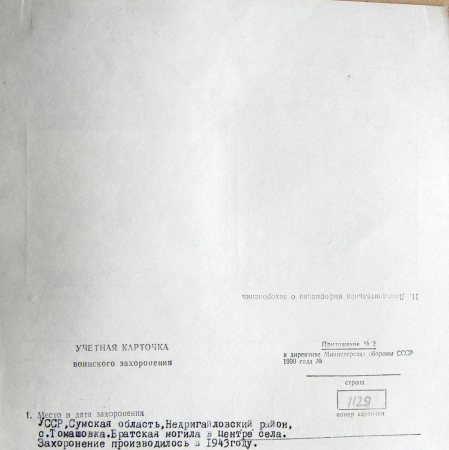 11. Дополнительная информация о захоронении
УЧЕТНАЯ КАРТОЧКА
воинского захоронения
Приложение № 2
к директиве Министерства обороны СССР
1990 года №
страна
1129
номер карточки
1. Место и дата захоронения
УССР,Сумская область,Недригайловский район,
с.Томашовка.Братская могила в центре села.
Захоронение производилось в 1943году.